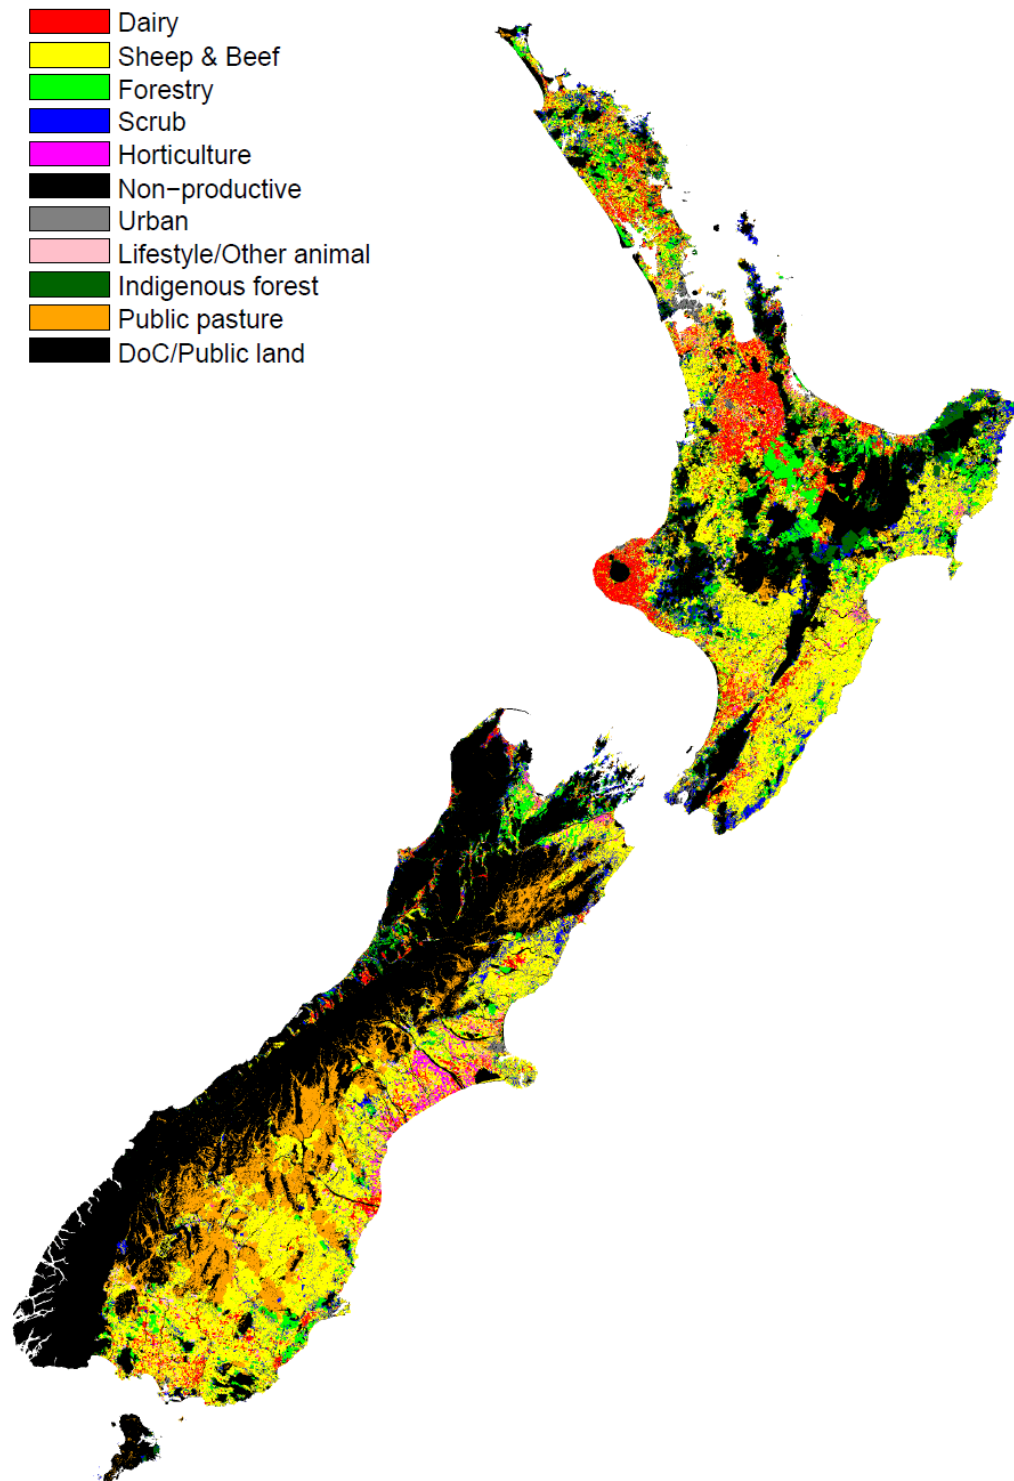 Dairy
Sheep & Beef
Forestry
Scrub
Horticulture
Non−productive
Urban
Lifestyle/Other animal
Indigenous forest
Public pasture
DoC/Public land